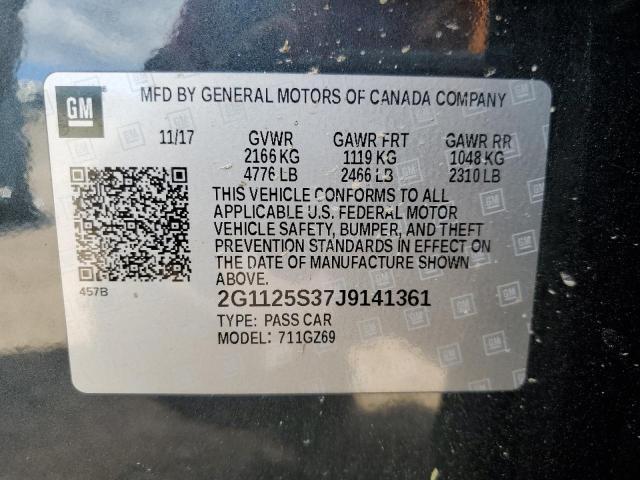 GM
MFD BY GENERAL MOTORS OF CANADA COMPANY
11/17 GVWR GAWR FRT GAWR RR
2166 KG 1119 KG 1048 KG
4776 LB 2466 LB 2310 LB
THIS VEHICLE CONFORMS TO ALL
APPLICABLE U.S. FEDERAL MOTOR
VEHICLE SAFETY, BUMPER, AND THEFT
PREVENTION STANDARDS IN EFFECT ON
THE DATE OF MANUFACTURE SHOWN
ABOVE.
457B
2G1125S37J9141361
TYPE: PASS CAR
MODEL: 711GZ69